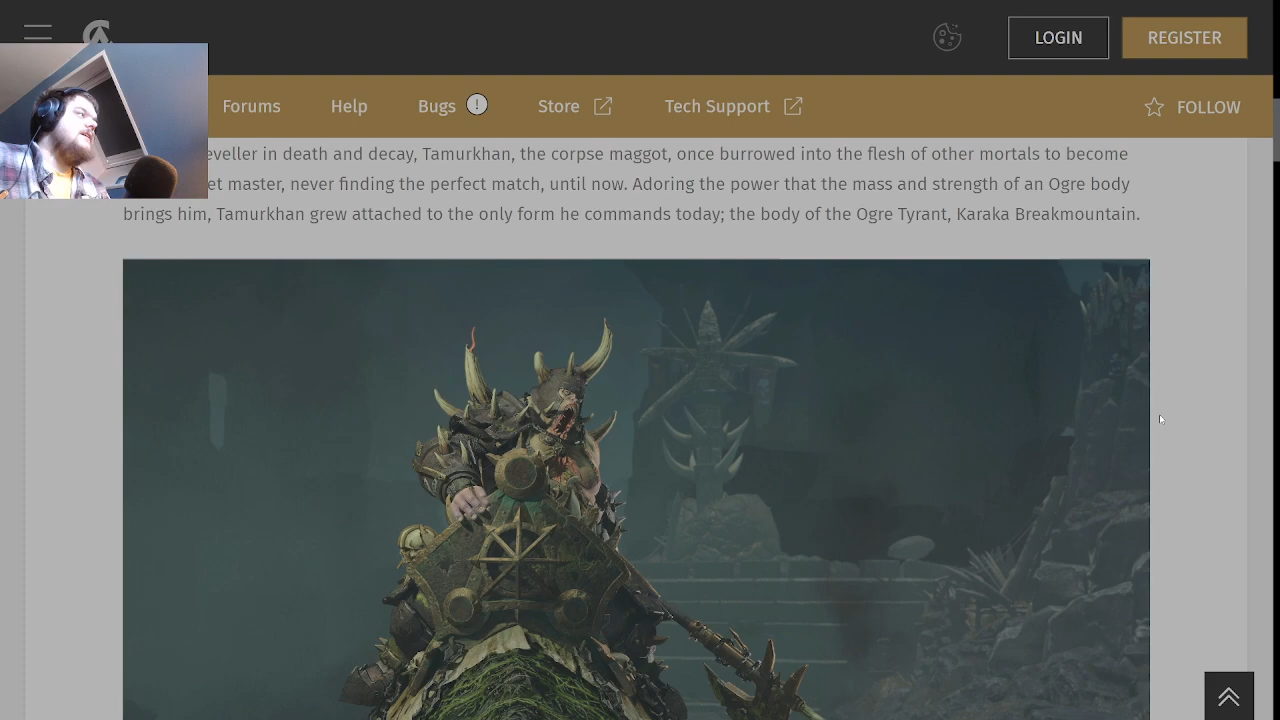 LOGIN
REGISTER
Forums
Help
Bugs
!
Store
Tech Support
FOLLOW
eveller in death and decay, Tamurkhan, the corpse maggot, once burrowed into the flesh of other mortals to become
et master, never finding the perfect match, until now. Adoring the power that the mass and strength of an Ogre body
brings him, Tamurkhan grew attached to the only form he commands today; the body of the Ogre Tyrant, Karaka Breakmountain.